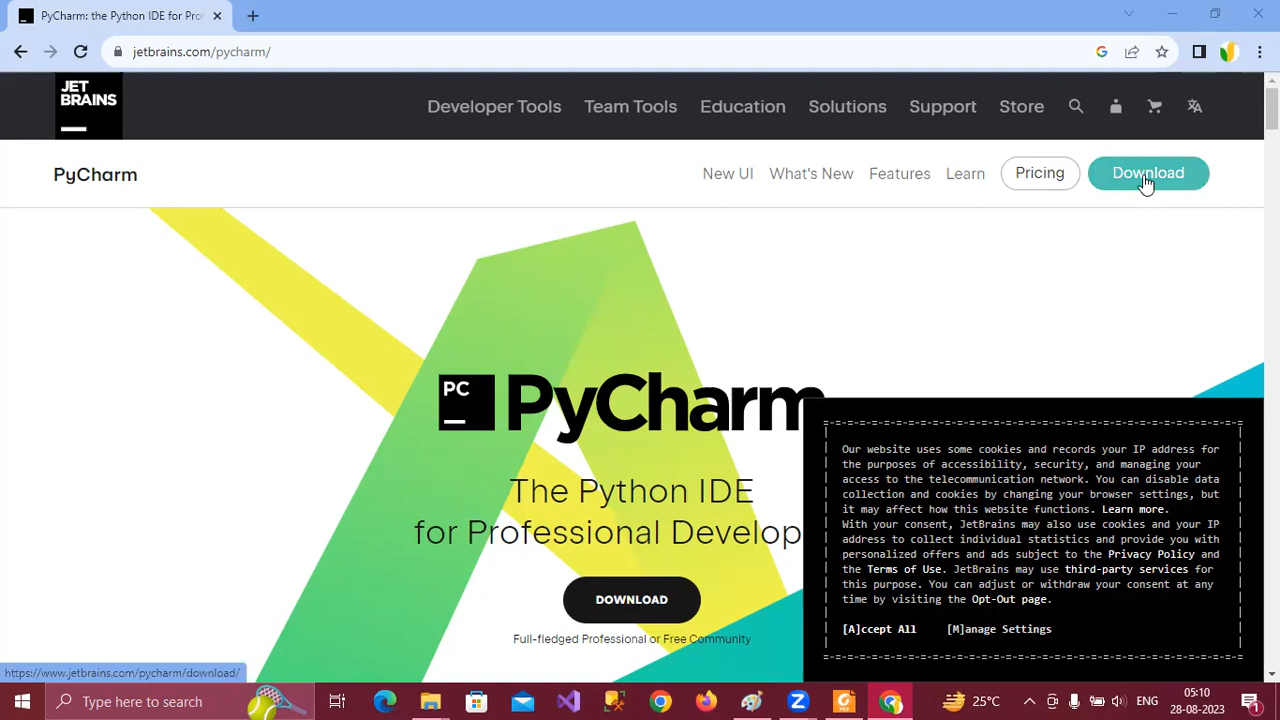 PyCharm: the Python IDE for Prof
jetbrains.com/pycharm/
JET
BRAINS
Developer Tools Team Tools Education Solutions Support Store
PyCharm New UI What's New Features Learn Pricing Download
PC PyCharm
The Python IDE
for Professional Develop
DOWNLOAD
Full-fledged Professional or Free Community
Our website uses some cookies and records your IP address for
the purposes of accessibility, security, and managing your
access to the telecommunication network. You can disable data
collection and cookies by changing your browser settings, but
it may affect how this website functions. Learn more.
With your consent, JetBrains may also use cookies and your IP
address to collect individual statistics and provide you with
personalized offers and ads subject to the Privacy Policy and
the Terms of Use. JetBrains may use third-party services for
this purpose. You can adjust or withdraw your consent at any
time by visiting the Opt-Out page.
[A]ccept All [M]anage Settings
https://www.jetbrains.com/pycharm/download/
Type here to search
25°C
ENG
05:10
28-08-2023
1